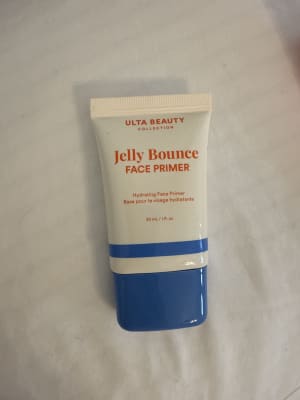 ULTA BEAUTY
COLLECTION
Jelly Bounce
FACE PRIMER
Hydrating Face Primer
Base pour le visage hydratante
30 mL / 1 fl. oz